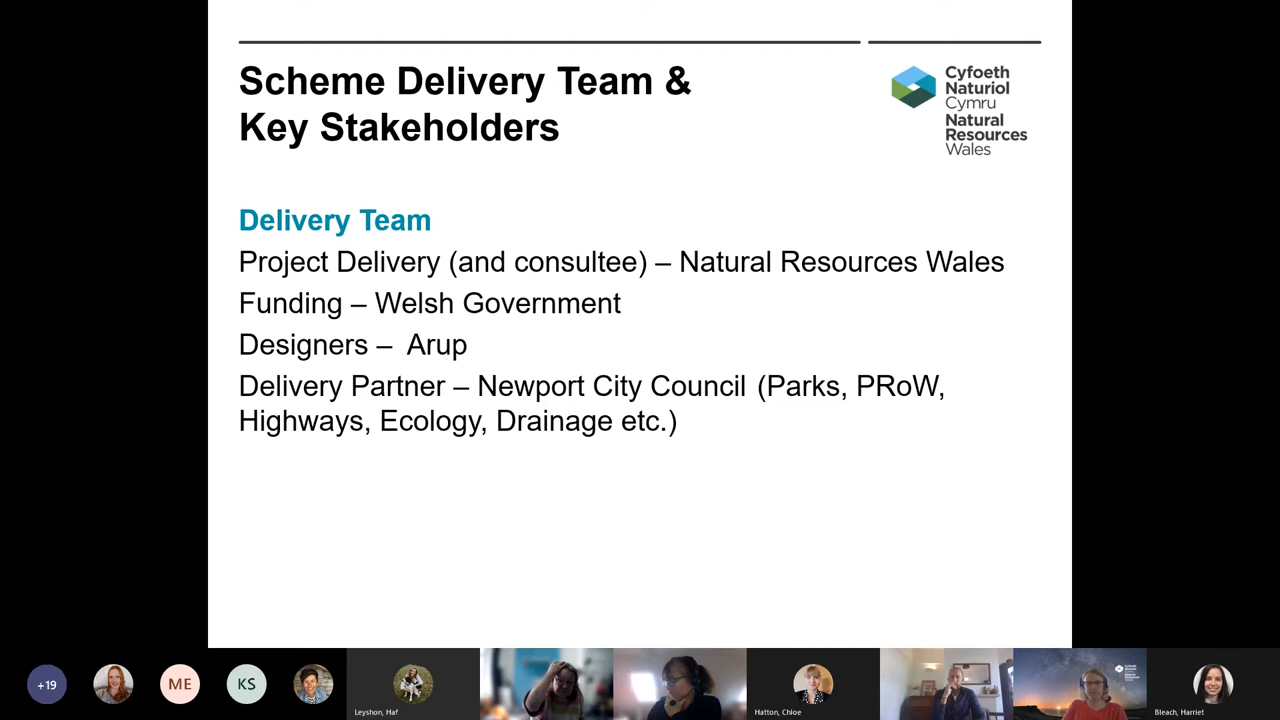 Scheme Delivery Team &
Key Stakeholders
Cyfoeth
Naturiol
Cymru
Natural
Resources
Wales
Delivery Team
Project Delivery (and consultee) – Natural Resources Wales
Funding – Welsh Government
Designers – Arup
Delivery Partner – Newport City Council (Parks, PRoW,
Highways, Ecology, Drainage etc.)
+19
ME
KS
Leyshon, Haf
Hatton, Chloe
Bleach, Harriet